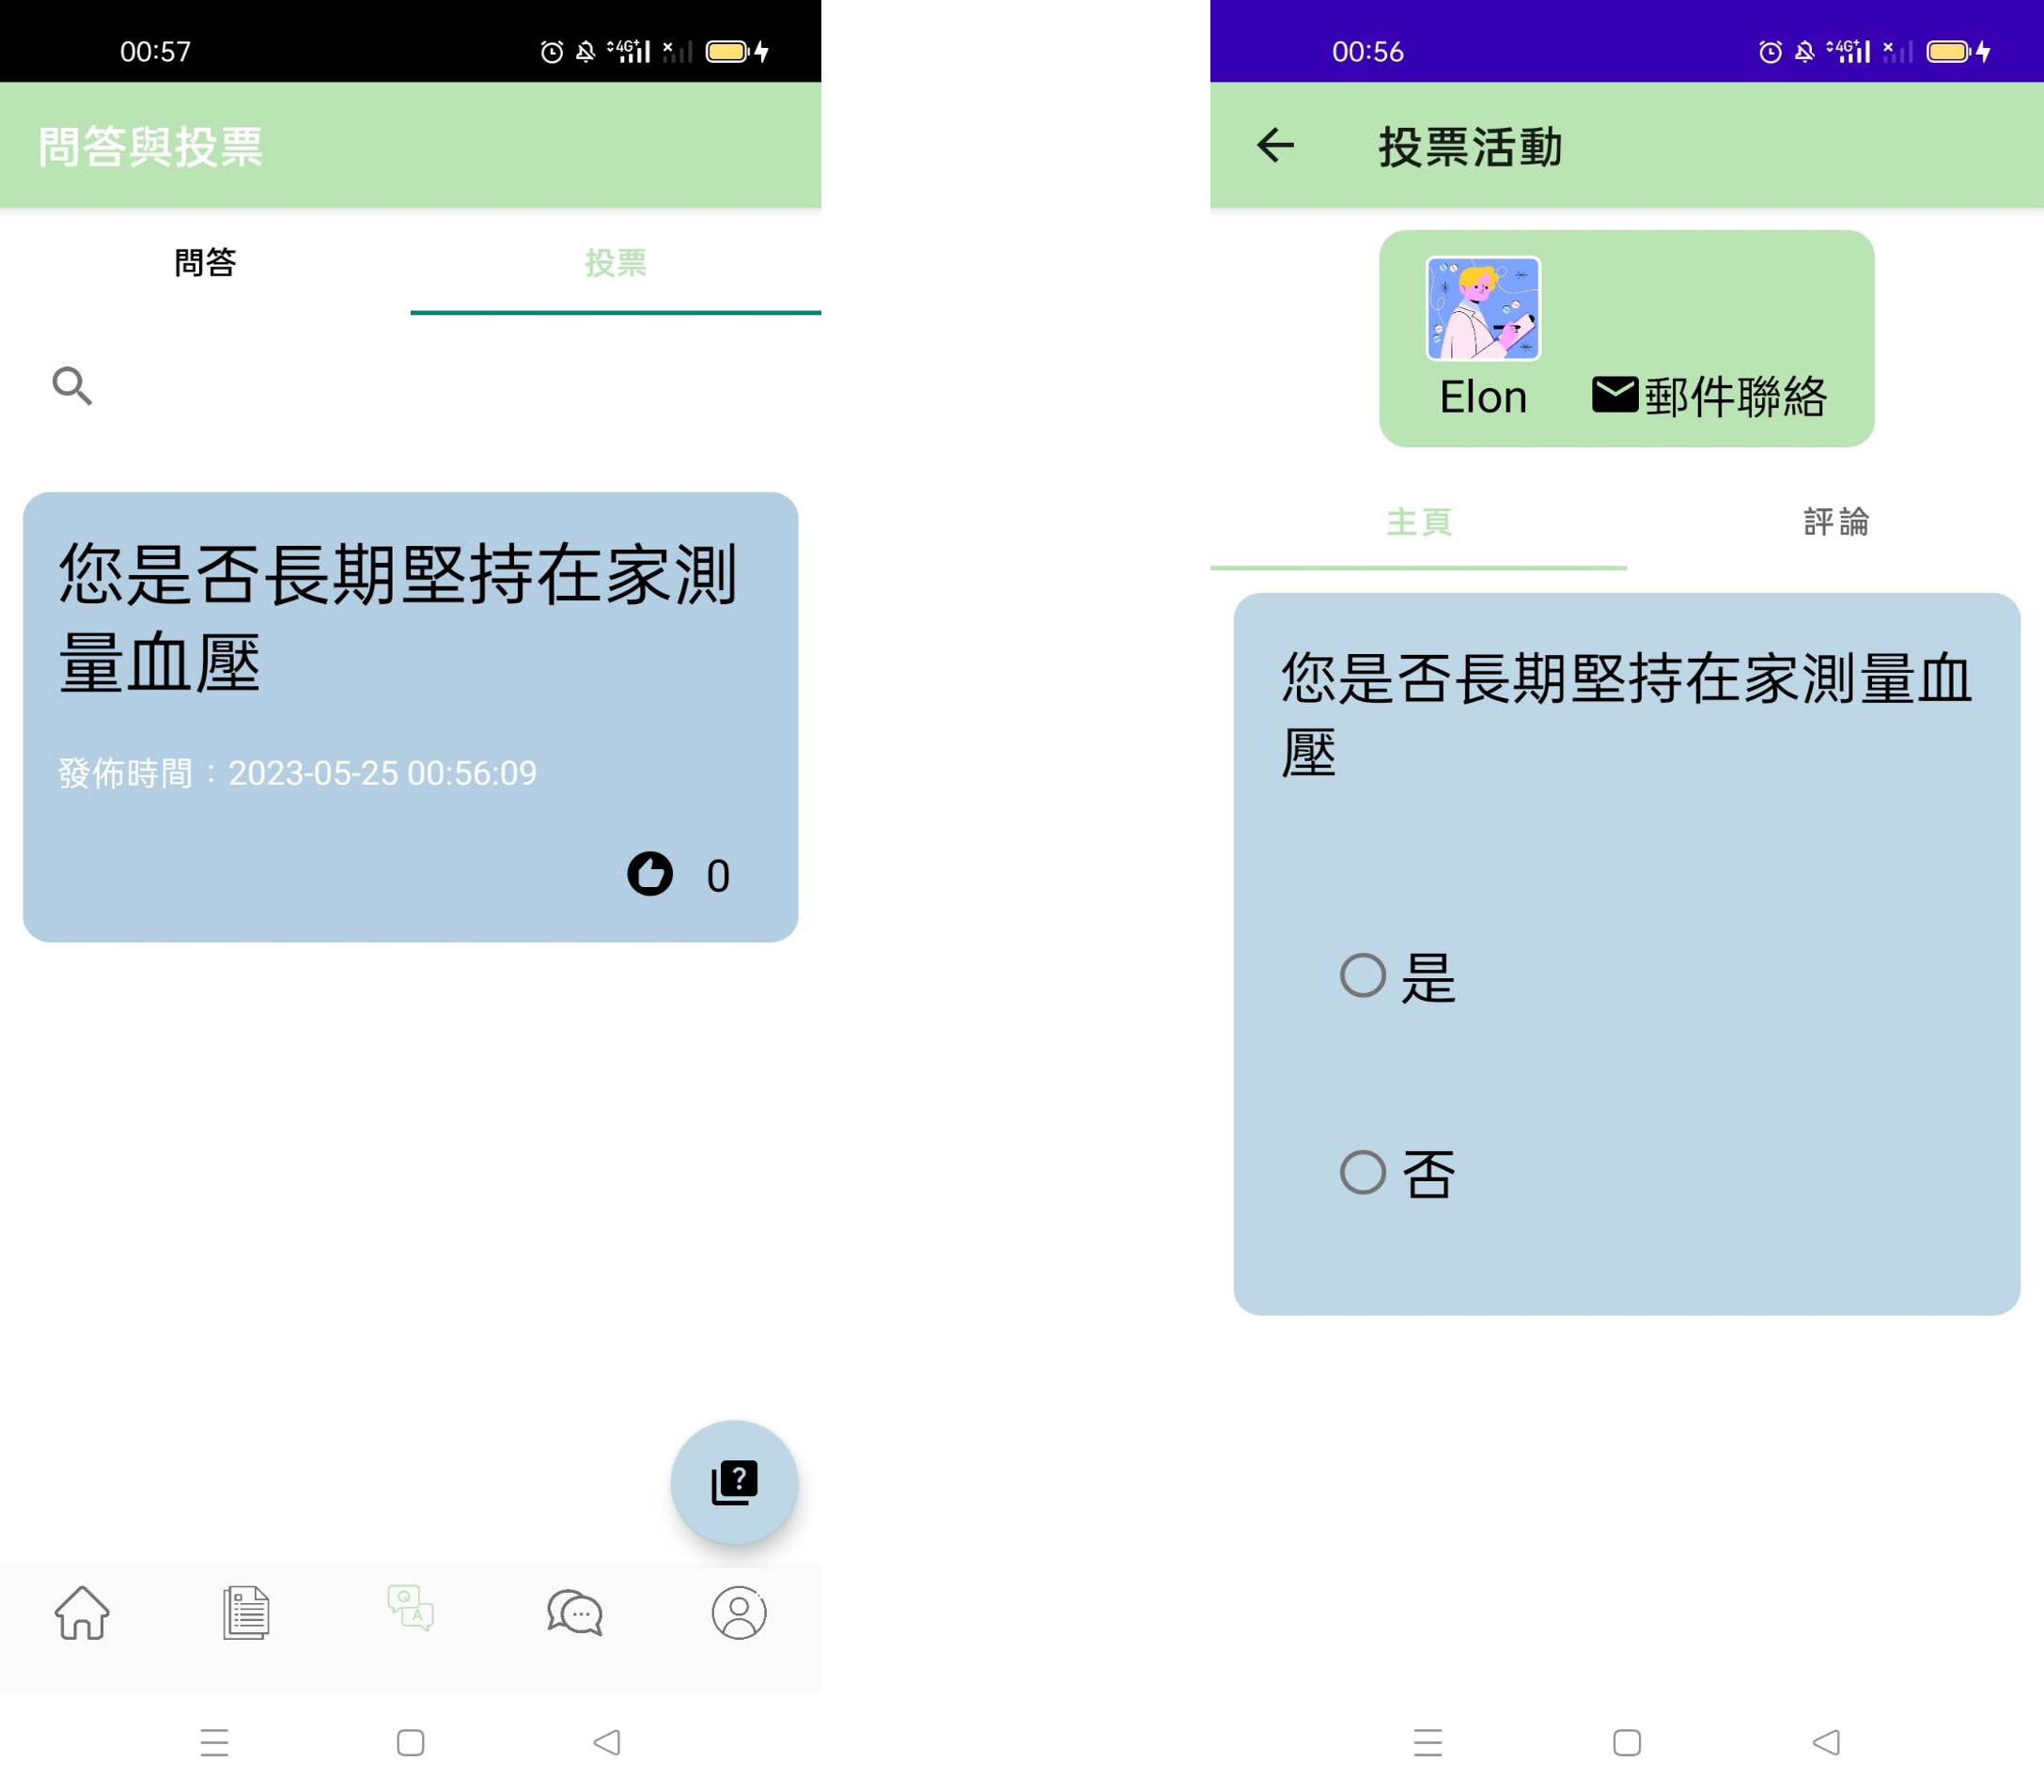 00:57
4G+
問答與投票
問答
投票
您是否長期堅持在家測
量血壓
發佈時間：2023-05-25 00:56:09
0
?
Q
A
00:56
4G+
投票活動
Elon
郵件聯絡
主頁
評論
您是否長期堅持在家測量血
壓
是
否